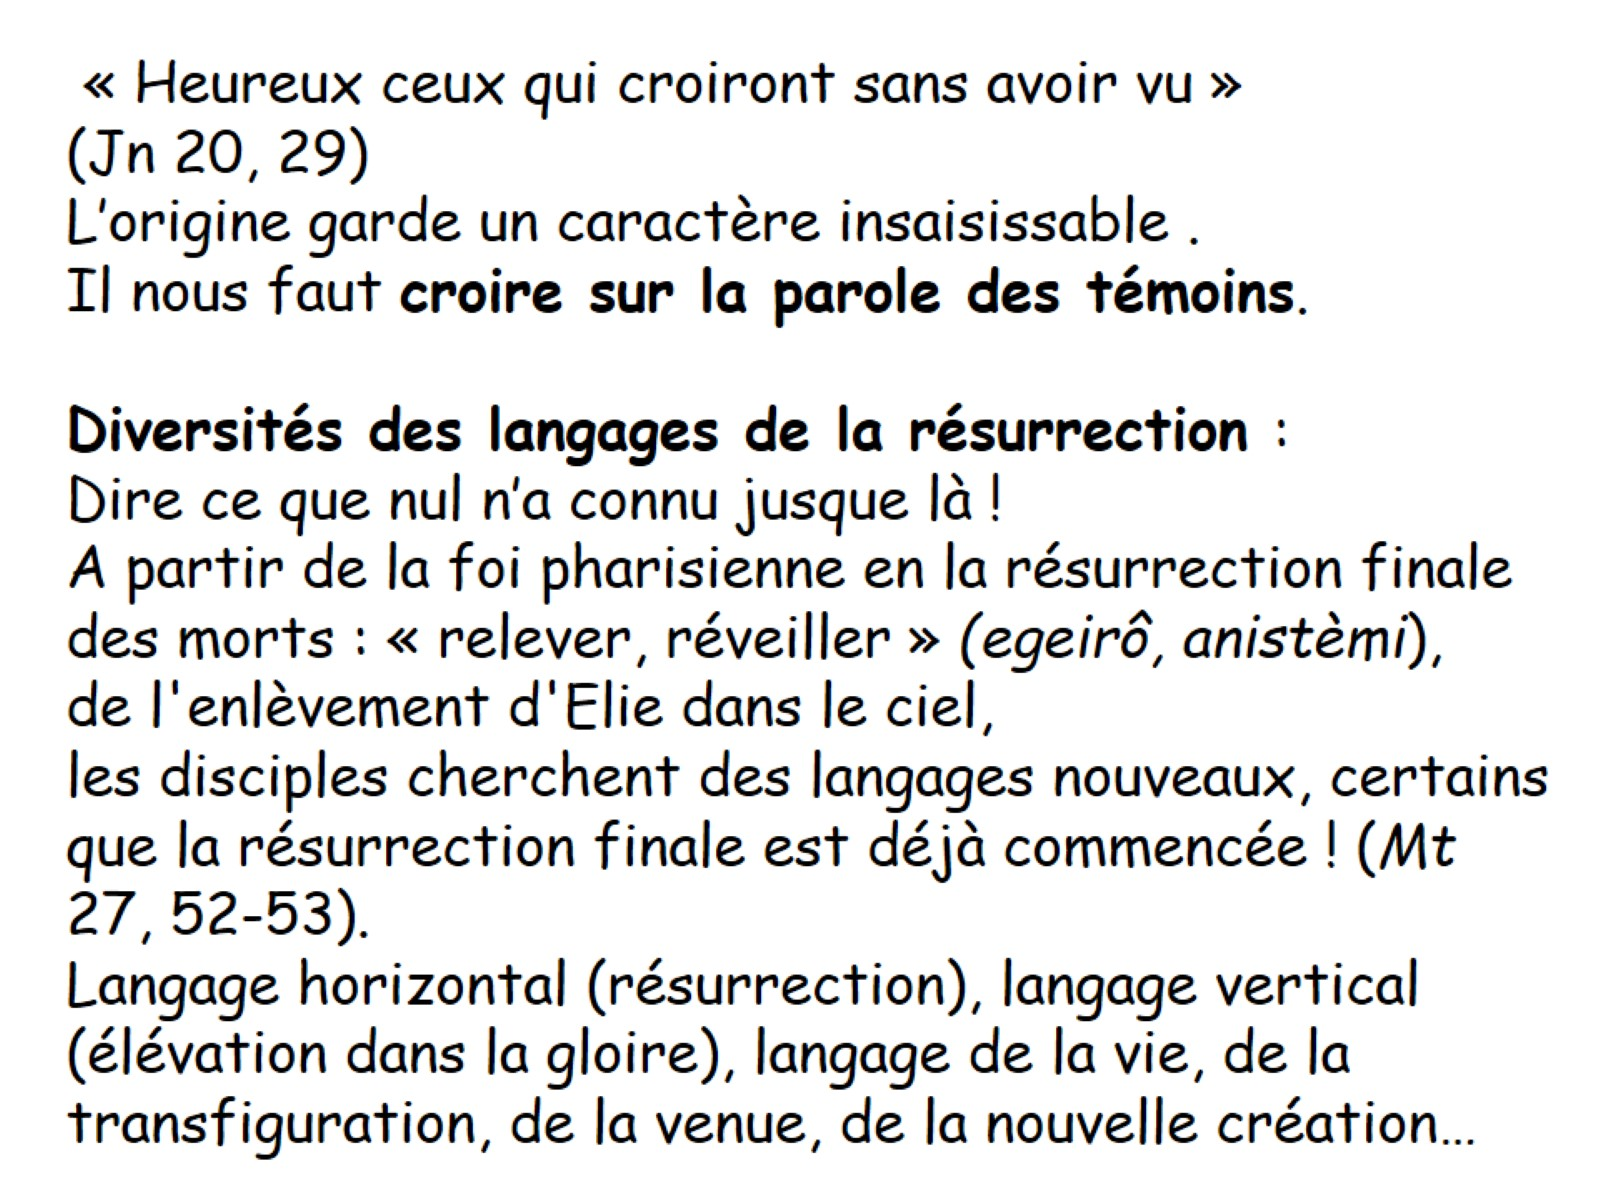 « Heureux ceux qui croiront sans avoir vu »
(Jn 20, 29)
L’origine garde un caractère insaisissable .
Il nous faut croire sur la parole des témoins.
Diversités des langages de la résurrection :
Dire ce que nul n’a connu jusque là !
A partir de la foi pharisienne en la résurrection finale
des morts : « relever, réveiller » (egeirô, anistèmi),
de l'enlèvement d'Elie dans le ciel,
les disciples cherchent des langages nouveaux, certains
que la résurrection finale est déjà commencée ! (Mt
27, 52-53).
Langage horizontal (résurrection), langage vertical
(élévation dans la gloire), langage de la vie, de la
transfiguration, de la venue, de la nouvelle création…